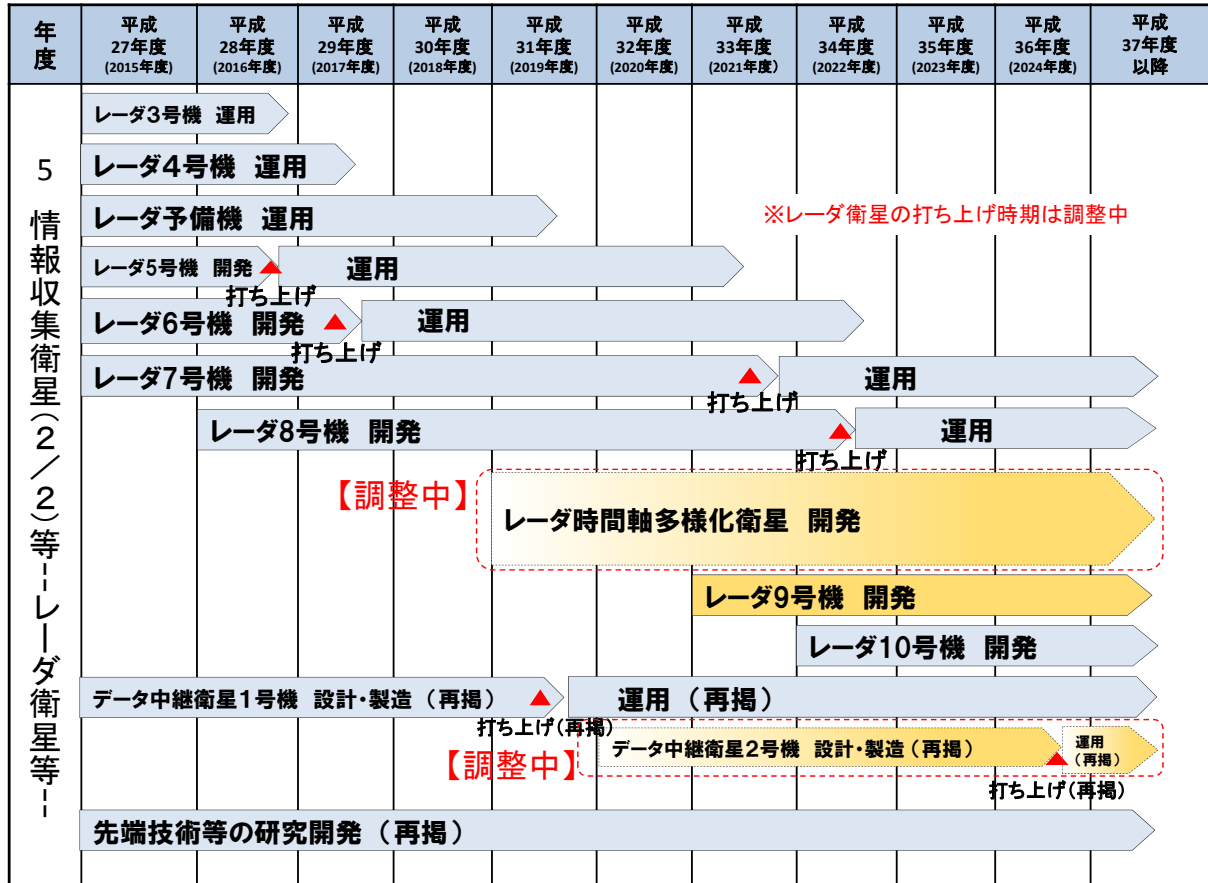 年度
平成
27年度
(2015年度)
平成
28年度
(2016年度)
平成
29年度
(2017年度)
平成
30年度
(2018年度)
平成
31年度
(2019年度)
平成
32年度
(2020年度)
平成
33年度
(2021年度)
平成
34年度
(2022年度)
平成
35年度
(2023年度)
平成
36年度
(2024年度)
平成
37年度
以降
5 情報収集衛星(2/2)等--レーダ衛星等--
レーダ3号機 運用
レーダ4号機 運用
レーダ予備機 運用
※レーダ衛星の打ち上げ時期は調整中
レーダ5号機 開発
運用
打ち上げ
レーダ6号機 開発
運用
打ち上げ
レーダ7号機 開発
運用
打ち上げ
レーダ8号機 開発
運用
打ち上げ
【調整中】
レーダ時間軸多様化衛星 開発
レーダ9号機 開発
レーダ10号機 開発
データ中継衛星1号機 設計・製造(再掲)
運用(再掲)
打ち上げ(再掲)
【調整中】
データ中継衛星2号機 設計・製造(再掲)
運用
(再掲)
打ち上げ(再掲)
先端技術等の研究開発(再掲)